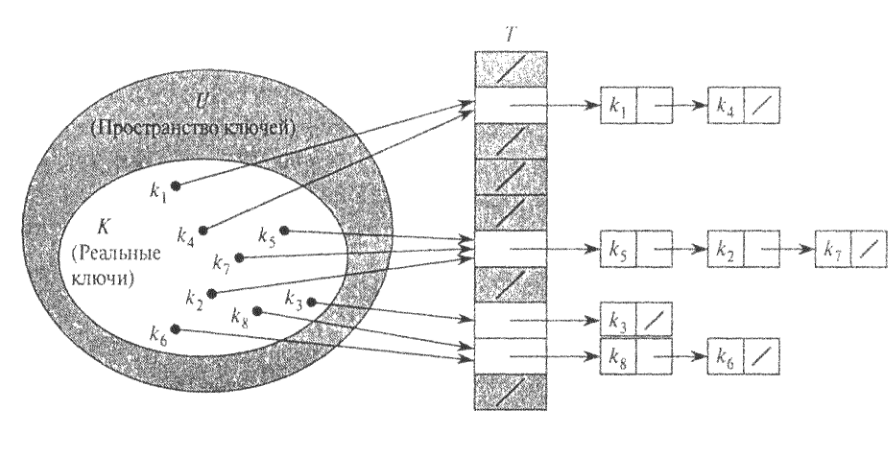 T
U
(Пространство ключей)
K
(Реальные
ключи)
k1
k4
k5
k7
k2
k8
k3
k6
k1
k4
k5
k2
k7
k3
k8
k6